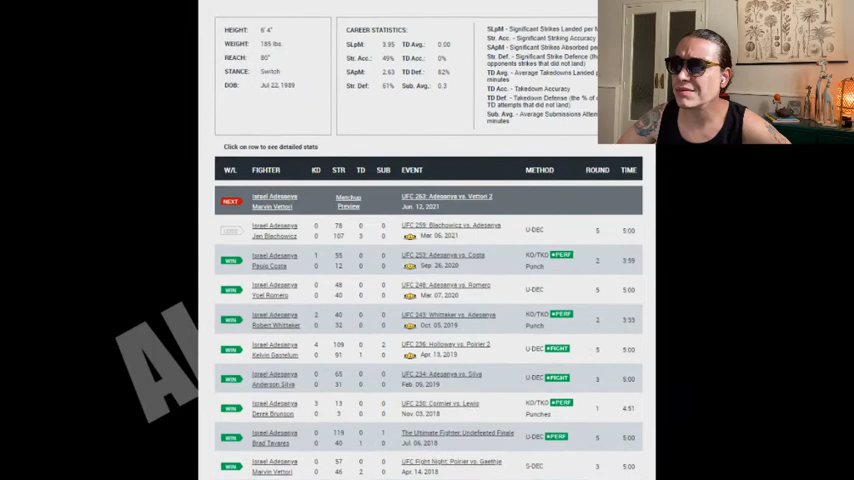 HEIGHT: 6' 4"
WEIGHT: 185 lbs.
REACH: 80"
STANCE: Switch
DOB: Jul 22, 1989
CAREER STATISTICS:
SLpM: 3.95 TD Avg.: 0.00
Str. Acc.: 49% TD Acc.: 0%
SApM: 2.63 TD Def.: 82%
Str. Def.: 61% Sub. Avg.: 0.3
SLpM - Significant Strikes Landed per M
Str. Acc. - Significant Striking Accuracy
SApM - Significant Strikes Absorbed pe
Str. Def. - Significant Strike Defence (th
opponents strikes that did not land)
TD Avg. - Average Takedowns Landed p
minutes
TD Acc. - Takedown Accuracy
TD Def. - Takedown Defense (the % of o
TD attempts that did not land)
Sub. Avg. - Average Submissions Attem
minutes
Click on row to see detailed stats
W/L FIGHTER KD STR TD SUB EVENT METHOD ROUND TIME
NEXT Israel Adesanya Matchup UFC 263: Adesanya vs. Vettori 2
Marvin Vettori Preview Jun. 12, 2021
Israel Adesanya 0 78 0 0 UFC 259: Blachowicz vs. Adesanya U-DEC 5 5:00
Jan Blachowicz 0 107 3 0 Mar. 06, 2021
WIN Israel Adesanya 1 55 0 0 UFC 253: Adesanya vs. Costa KO/TKO PERF 2 3:59
Paulo Costa 0 12 0 0 Sep. 26, 2020 Punch
WIN Israel Adesanya 0 48 0 0 UFC 248: Adesanya vs. Romero U-DEC 5 5:00
Yoel Romero 0 40 0 0 Mar. 07, 2020
WIN Israel Adesanya 2 40 0 0 UFC 243: Whittaker vs. Adesanya KO/TKO PERF 2 3:33
Robert Whittaker 0 32 0 0 Oct. 05, 2019 Punch
WIN Israel Adesanya 4 109 0 2 UFC 236: Holloway vs. Poirier 2 U-DEC FIGHT 5 5:00
Kelvin Gastelum 0 91 1 0 Apr. 13, 2019
WIN Israel Adesanya 0 65 0 0 UFC 234: Adesanya vs. Silva U-DEC FIGHT 3 5:00
Anderson Silva 0 31 0 0 Feb. 09, 2019
WIN Israel Adesanya 3 13 0 0 UFC 230: Cormier vs. Lewis KO/TKO PERF 1 4:51
Derek Brunson 0 3 0 0 Nov. 03, 2018 Punches
WIN Israel Adesanya 0 119 0 1 The Ultimate Fighter: Undefeated Finale U-DEC PERF 5 5:00
Brad Tavares 0 40 1 0 Jul. 06, 2018
WIN Israel Adesanya 0 57 0 0 UFC Fight Night: Poirier vs. Gaethje S-DEC 3 5:00
Marvin Vettori 0 46 2 0 Apr. 14, 2018